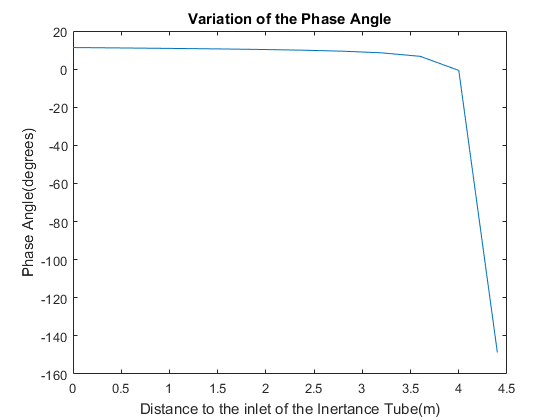 Variation of the Phase Angle
20
0
-20
-40
-60
-80
-100
-120
-140
-160
Phase Angle(degrees)
0 0.5 1 1.5 2 2.5 3 3.5 4 4.5
Distance to the inlet of the Inertance Tube(m)